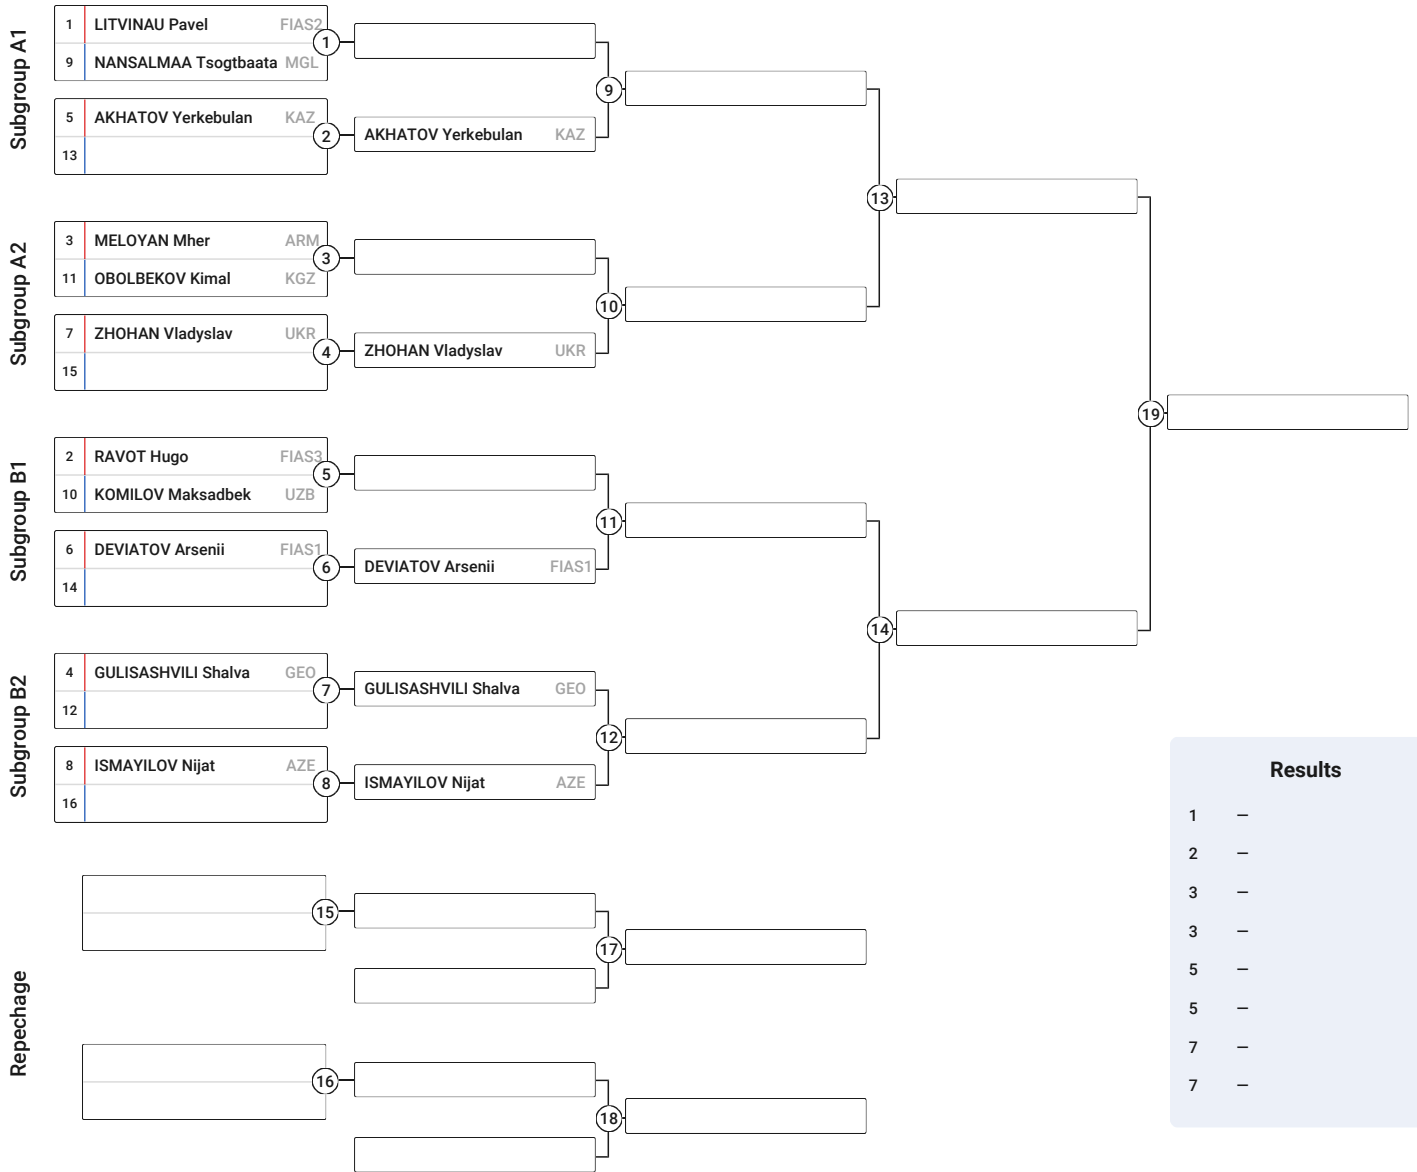 Subgroup A1
1 LITVINAU Pavel FIAS2
9 NANSALMAA Tsogtbaata MGL
1
5 AKHATOV Yerkebulan KAZ
13
2
AKHATOV Yerkebulan KAZ
9
Subgroup A2
3 MELOYAN Mher ARM
11 OBOLBEKOV Kimal KGZ
3
7 ZHOHAN Vladyslav UKR
15
4
ZHOHAN Vladyslav UKR
10
13
Subgroup B1
2 RAVOT Hugo FIAS3
10 KOMILOV Maksadbek UZB
5
6 DEVIATOV Arsenii FIAS1
14
6
DEVIATOV Arsenii FIAS1
11
Subgroup B2
4 GULISASHVILI Shalva GEO
12
7
GULISASHVILI Shalva GEO
8 ISMAYILOV Nijat AZE
16
8
ISMAYILOV Nijat AZE
12
14
19
Repechage
15
17
16
18
Results
1 –
2 –
3 –
3 –
5 –
5 –
7 –
7 –